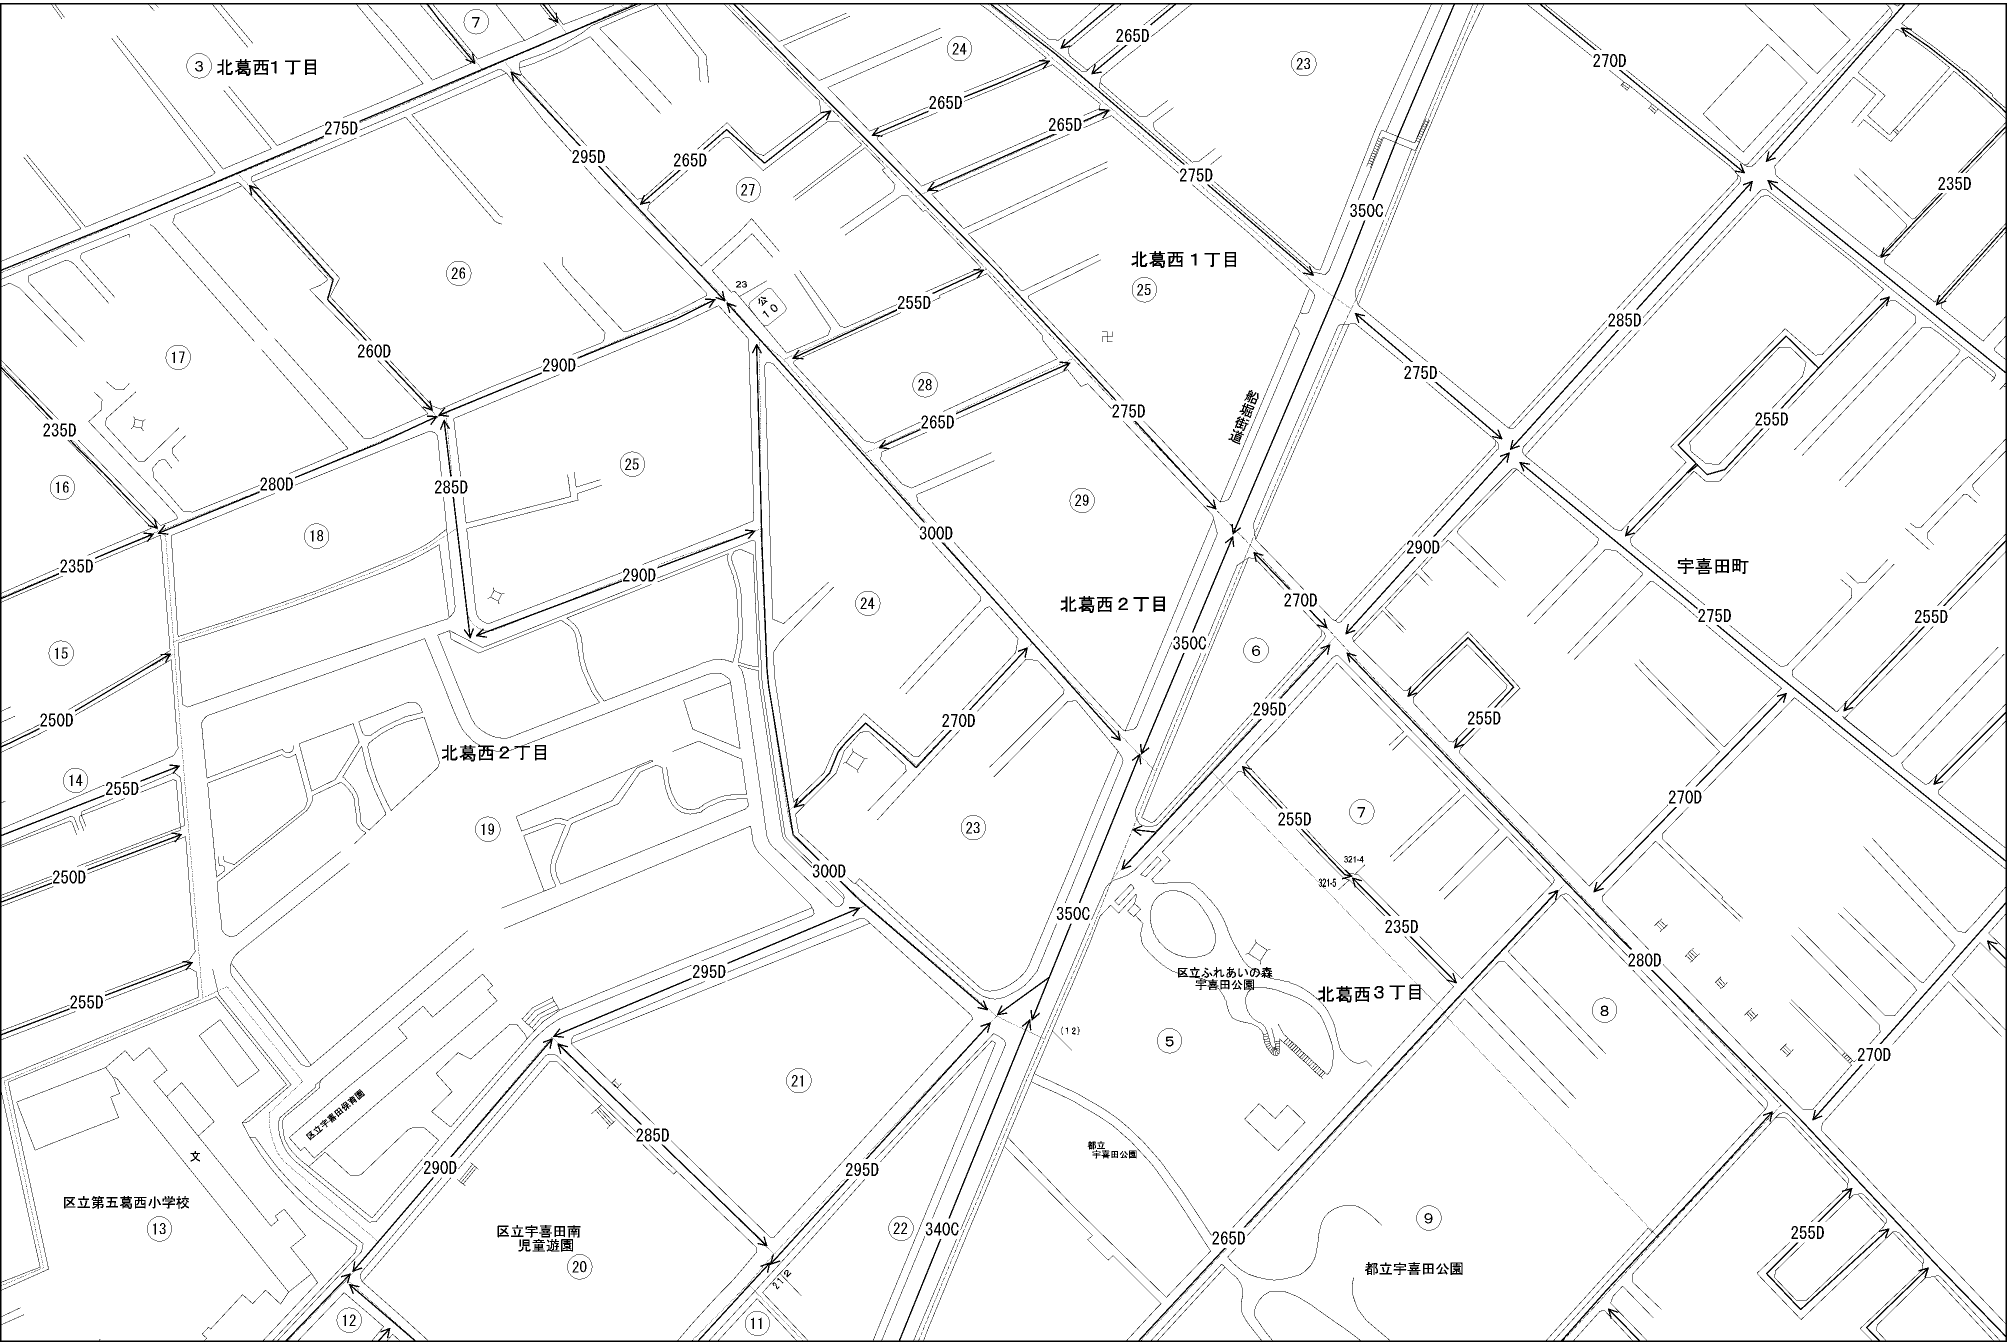 7
3 北葛西1丁目
275D
295D
265D
265D
24
23
265D
265D
270D
265D
27
275D
235D
350C
26
北葛西1丁目
25
23
公
10
255D
285D
17
260D
290D
28
275D
265D
275D
船堀街道
255D
235D
16
280D
285D
25
29
300D
290D
18
235D
290D
24
北葛西2丁目
270D
宇喜田町
275D
255D
15
350C
6
250D
270D
295D
255D
北葛西2丁目
14
255D
270D
7
255D
19
23
321-4
321-5
300D
250D
350C
235D
295D
280D
区立ふれあいの森
宇喜田公園
北葛西3丁目
255D
8
(12)
5
270D
21
区立宇喜田保育園
285D
都立
宇喜田公園
文
290D
295D
区立第五葛西小学校
13
区立宇喜田南
児童遊園
20
22
340C
265D
9
255D
都立宇喜田公園
21-2
12
11